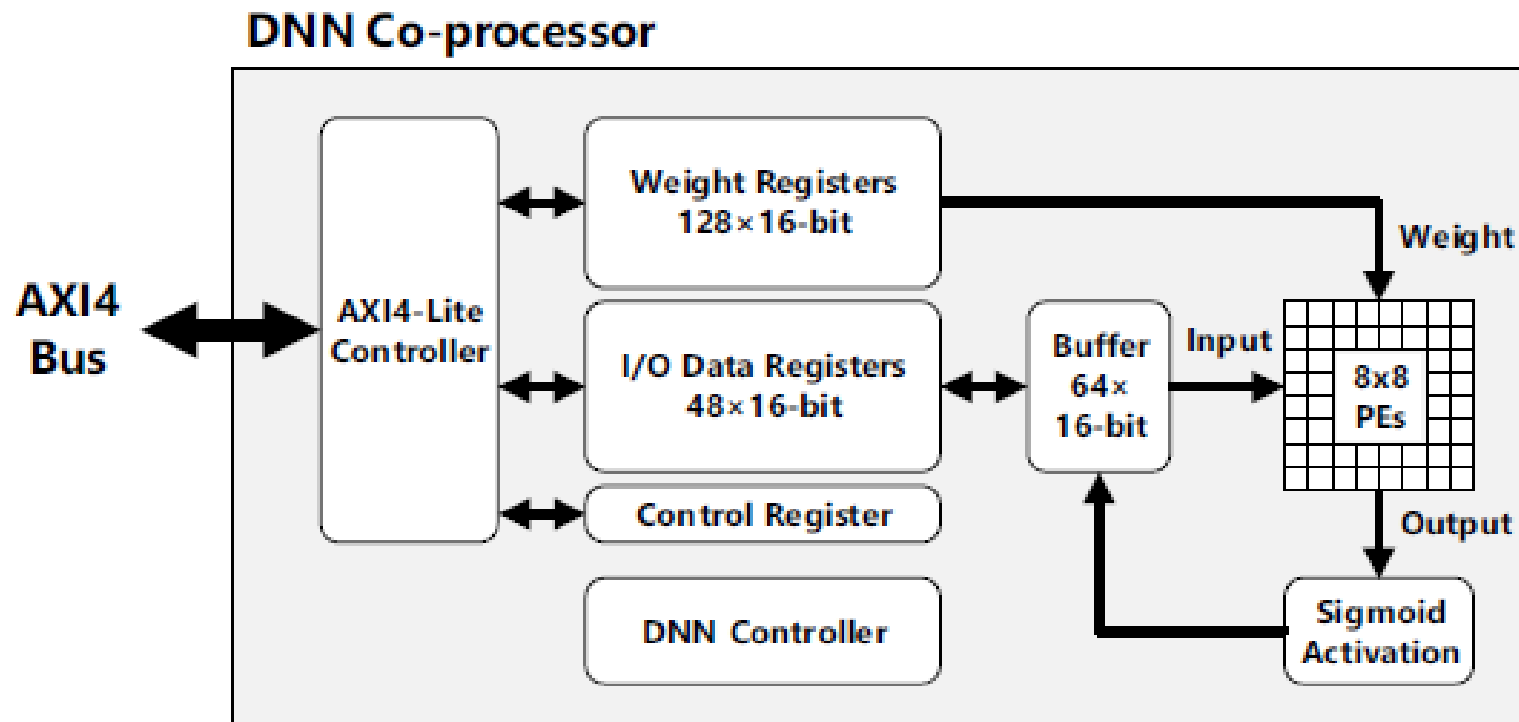 DNN Co-processor
AXI4
Bus
AXI4-Lite
Controller
Weight Registers
128×16-bit
I/O Data Registers
48×16-bit
Control Register
DNN Controller
Buffer
64×
16-bit
Input
Weight
8x8
PEs
Output
Sigmoid
Activation